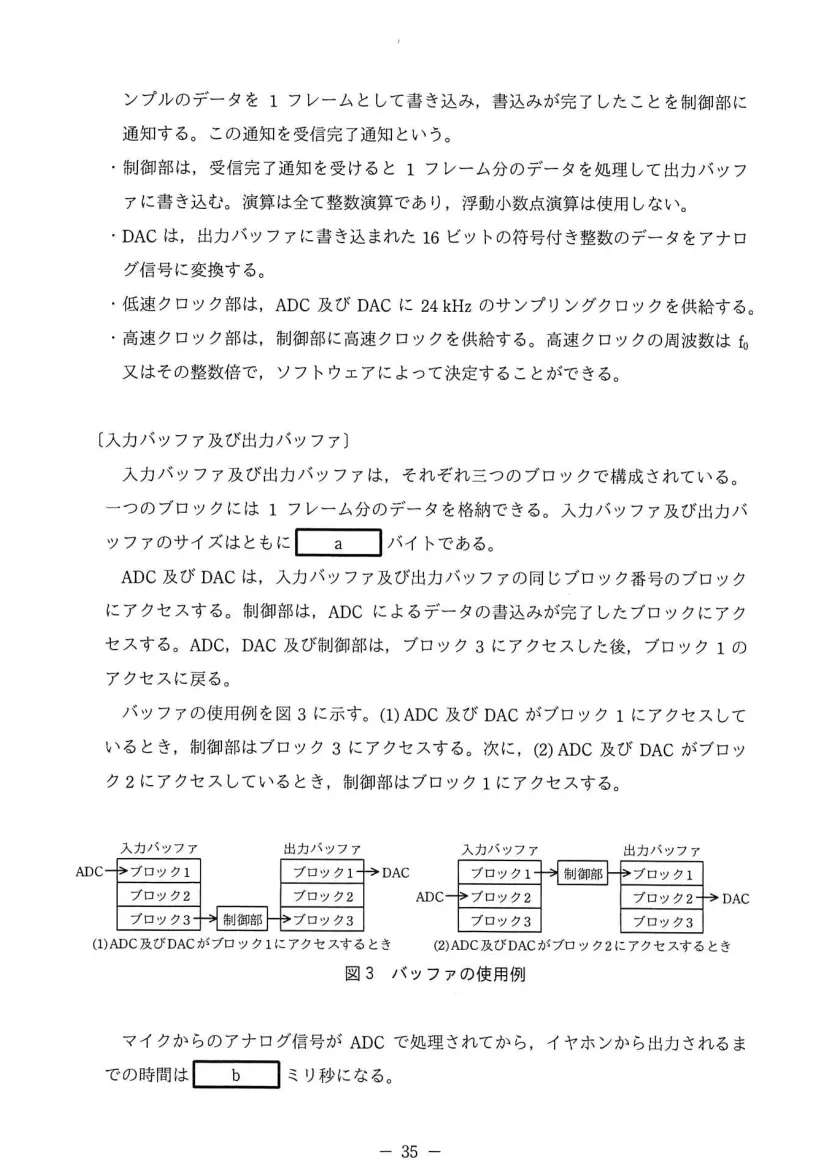 ンプルのデータを 1 フレームとして書き込み，書込みが完了したことを制御部に
通知する。この通知を受信完了通知という。
・制御部は，受信完了通知を受けると 1 フレーム分のデータを処理して出力バッフ
ァに書き込む。演算は全て整数演算であり，浮動小数点演算は使用しない。
・DAC は，出力バッファに書き込まれた 16 ビットの符号付き整数のデータをアナロ
グ信号に変換する。
・低速クロック部は，ADC 及び DAC に 24 kHz のサンプリングクロックを供給する。
・高速クロック部は，制御部に高速クロックを供給する。高速クロックの周波数は f₀
又はその整数倍で，ソフトウェアによって決定することができる。
〔入力バッファ及び出力バッファ〕
入力バッファ及び出力バッファは，それぞれ三つのブロックで構成されている。
一つのブロックには 1 フレーム分のデータを格納できる。入力バッファ及び出力バ
ッファのサイズはともに a バイトである。
ADC 及び DAC は，入力バッファ及び出力バッファの同じブロック番号のブロック
にアクセスする。制御部は，ADC によるデータの書込みが完了したブロックにアク
セスする。ADC，DAC 及び制御部は，ブロック 3 にアクセスした後，ブロック 1 の
アクセスに戻る。
バッファの使用例を図 3 に示す。(1) ADC 及び DAC がブロック 1 にアクセスして
いるとき，制御部はブロック 3 にアクセスする。次に，(2) ADC 及び DAC がブロッ
ク 2 にアクセスしているとき，制御部はブロック 1 にアクセスする。
入力バッファ 出力バッファ
ADC ブロック1 ブロック1 DAC
ブロック2 ブロック2
ブロック3 制御部 ブロック3
(1)ADC及びDACがブロック1にアクセスするとき
入力バッファ 出力バッファ
ブロック1 制御部 ブロック1
ADC ブロック2 ブロック2 DAC
ブロック3 ブロック3
(2)ADC及びDACがブロック2にアクセスするとき
図 3 バッファの使用例
マイクからのアナログ信号が ADC で処理されてから，イヤホンから出力されるま
での時間は b ミリ秒になる。
－ 35 －